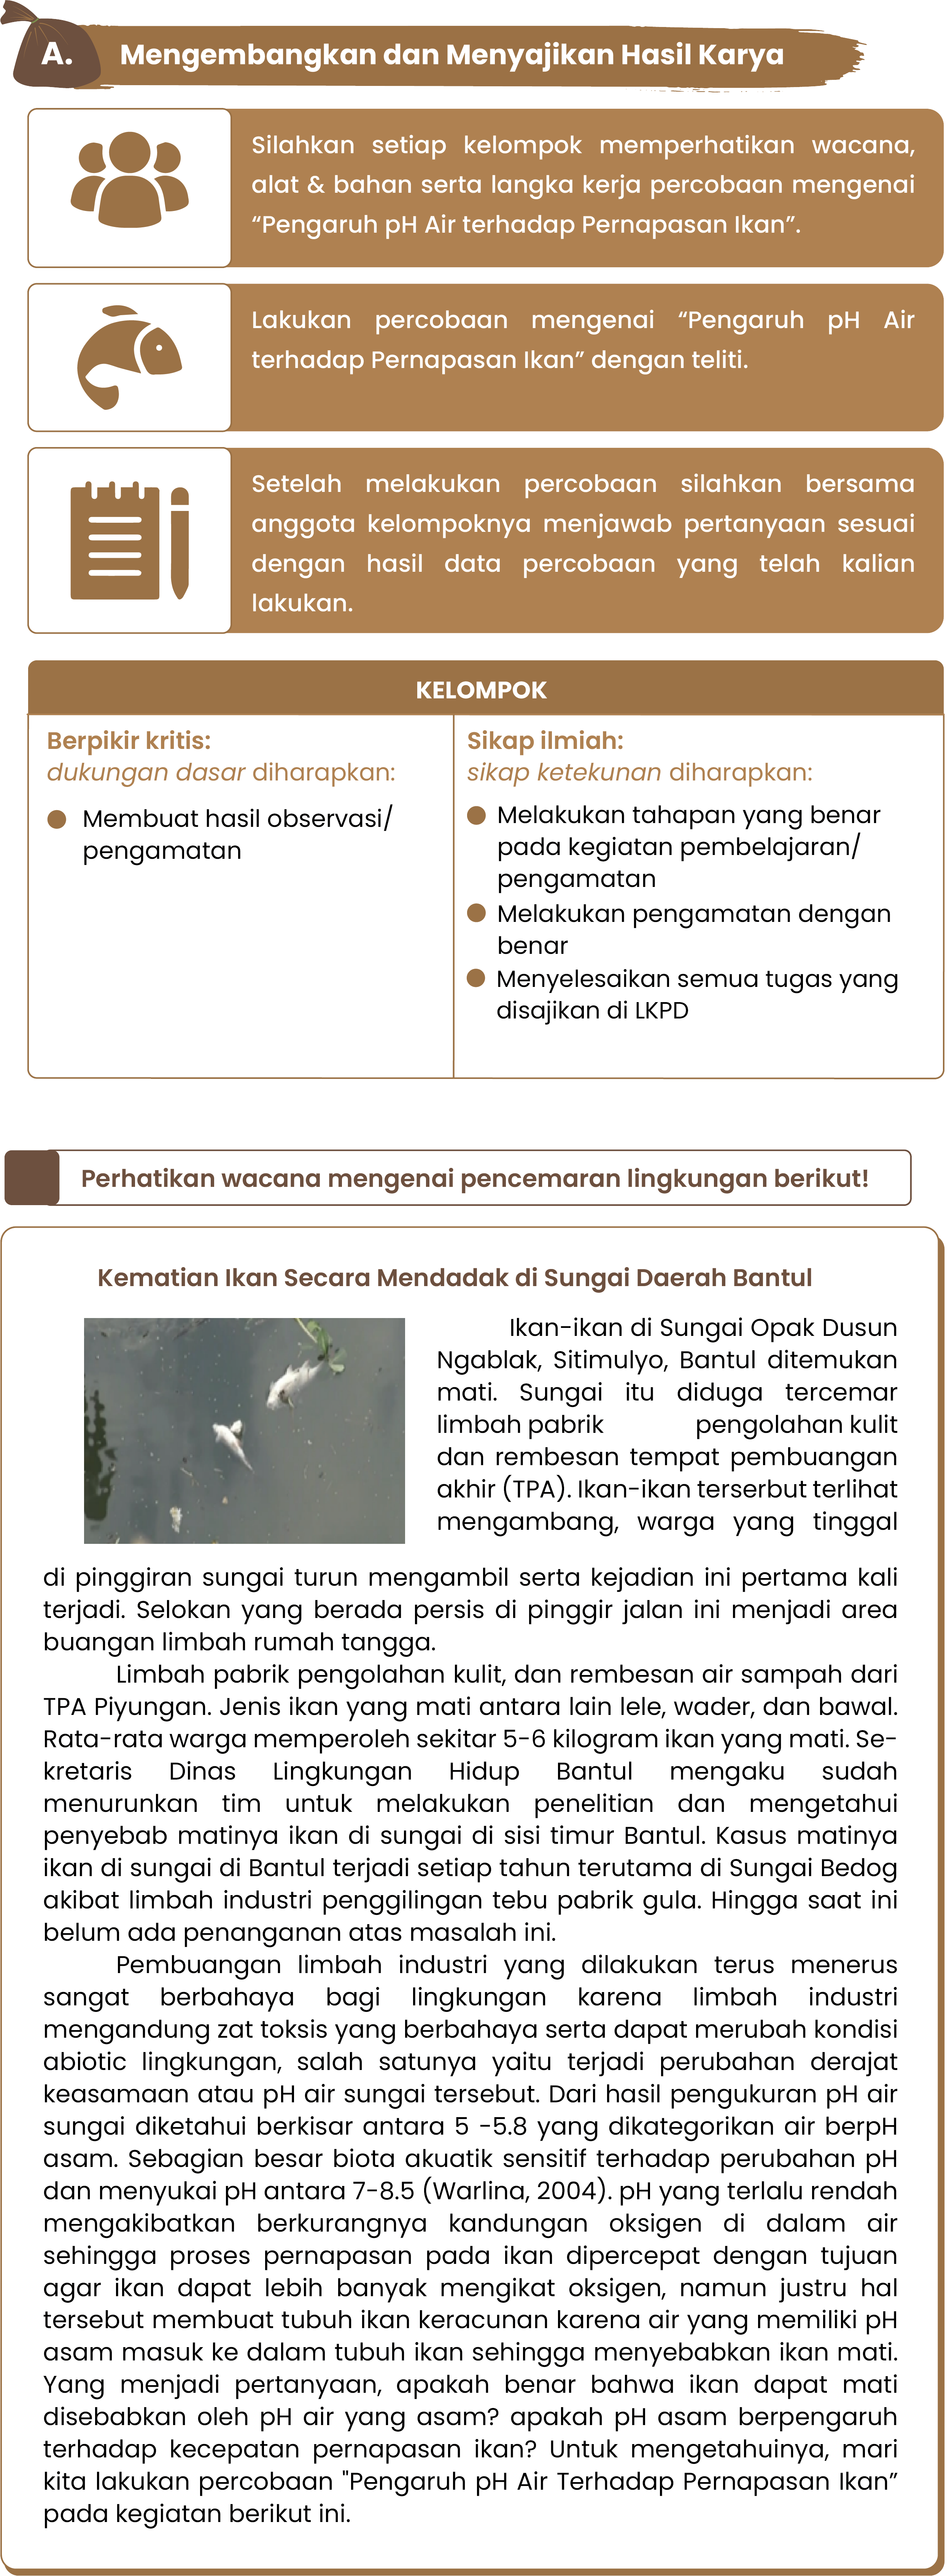 A.
Mengembangkan dan Menyajikan Hasil Karya
Silahkan setiap kelompok memperhatikan wacana,
alat & bahan serta langka kerja percobaan mengenai
“Pengaruh pH Air terhadap Pernapasan Ikan”.
Lakukan percobaan mengenai “Pengaruh pH Air
terhadap Pernapasan Ikan” dengan teliti.
Setelah melakukan percobaan silahkan bersama
anggota kelompoknya menjawab pertanyaan sesuai
dengan hasil data percobaan yang telah kalian
lakukan.
KELOMPOK
Berpikir kritis:
dukungan dasar diharapkan:
Membuat hasil observasi/
pengamatan
Sikap ilmiah:
sikap ketekunan diharapkan:
Melakukan tahapan yang benar
pada kegiatan pembelajaran/
pengamatan
Melakukan pengamatan dengan
benar
Menyelesaikan semua tugas yang
disajikan di LKPD
Perhatikan wacana mengenai pencemaran lingkungan berikut!
Kematian Ikan Secara Mendadak di Sungai Daerah Bantul
Ikan-ikan di Sungai Opak Dusun
Ngablak, Sitimulyo, Bantul ditemukan
mati. Sungai itu diduga tercemar
limbah pabrik pengolahan kulit
dan rembesan tempat pembuangan
akhir (TPA). Ikan-ikan terserbut terlihat
mengambang, warga yang tinggal
di pinggiran sungai turun mengambil serta kejadian ini pertama kali
terjadi. Selokan yang berada persis di pinggir jalan ini menjadi area
buangan limbah rumah tangga.
Limbah pabrik pengolahan kulit, dan rembesan air sampah dari
TPA Piyungan. Jenis ikan yang mati antara lain lele, wader, dan bawal.
Rata-rata warga memperoleh sekitar 5-6 kilogram ikan yang mati. Se-
kretaris Dinas Lingkungan Hidup Bantul mengaku sudah
menurunkan tim untuk melakukan penelitian dan mengetahui
penyebab matinya ikan di sungai di sisi timur Bantul. Kasus matinya
ikan di sungai di Bantul terjadi setiap tahun terutama di Sungai Bedog
akibat limbah industri penggilingan tebu pabrik gula. Hingga saat ini
belum ada penanganan atas masalah ini.
Pembuangan limbah industri yang dilakukan terus menerus
sangat berbahaya bagi lingkungan karena limbah industri
mengandung zat toksis yang berbahaya serta dapat merubah kondisi
abiotic lingkungan, salah satunya yaitu terjadi perubahan derajat
keasamaan atau pH air sungai tersebut. Dari hasil pengukuran pH air
sungai diketahui berkisar antara 5 -5.8 yang dikategorikan air berpH
asam. Sebagian besar biota akuatik sensitif terhadap perubahan pH
dan menyukai pH antara 7-8.5 (Warlina, 2004). pH yang terlalu rendah
mengakibatkan berkurangnya kandungan oksigen di dalam air
sehingga proses pernapasan pada ikan dipercepat dengan tujuan
agar ikan dapat lebih banyak mengikat oksigen, namun justru hal
tersebut membuat tubuh ikan keracunan karena air yang memiliki pH
asam masuk ke dalam tubuh ikan sehingga menyebabkan ikan mati.
Yang menjadi pertanyaan, apakah benar bahwa ikan dapat mati
disebabkan oleh pH air yang asam? apakah pH asam berpengaruh
terhadap kecepatan pernapasan ikan? Untuk mengetahuinya, mari
kita lakukan percobaan "Pengaruh pH Air Terhadap Pernapasan Ikan”
pada kegiatan berikut ini.